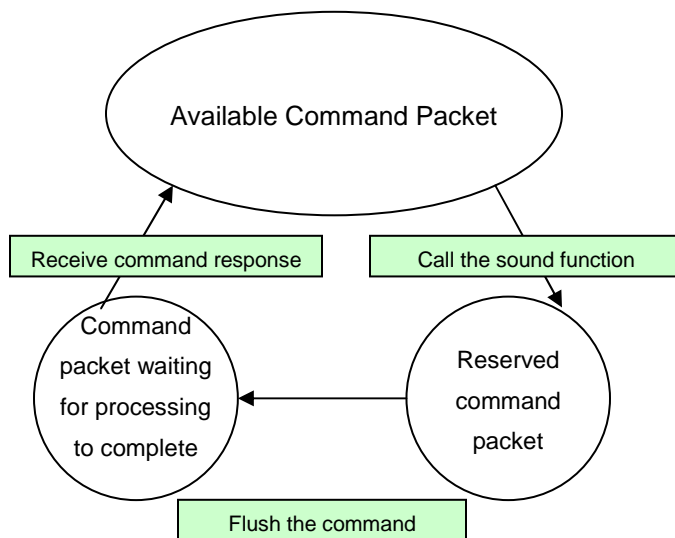 Available Command Packet
Receive command response
Call the sound function
Command
packet waiting
for processing
to complete
Reserved
command
packet
Flush the command